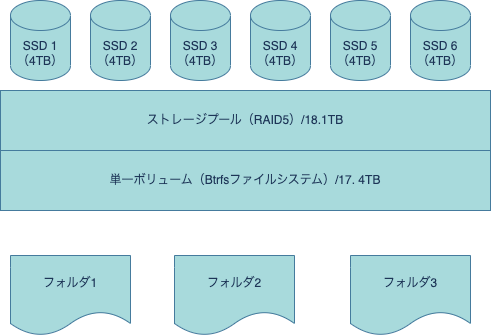 SSD 1
（4TB）
SSD 2
（4TB）
SSD 3
（4TB）
SSD 4
（4TB）
SSD 5
（4TB）
SSD 6
（4TB）
ストレージプール（RAID5）/18.1TB
単一ボリューム（Btrfsファイルシステム）/17. 4TB
フォルダ1
フォルダ2
フォルダ3